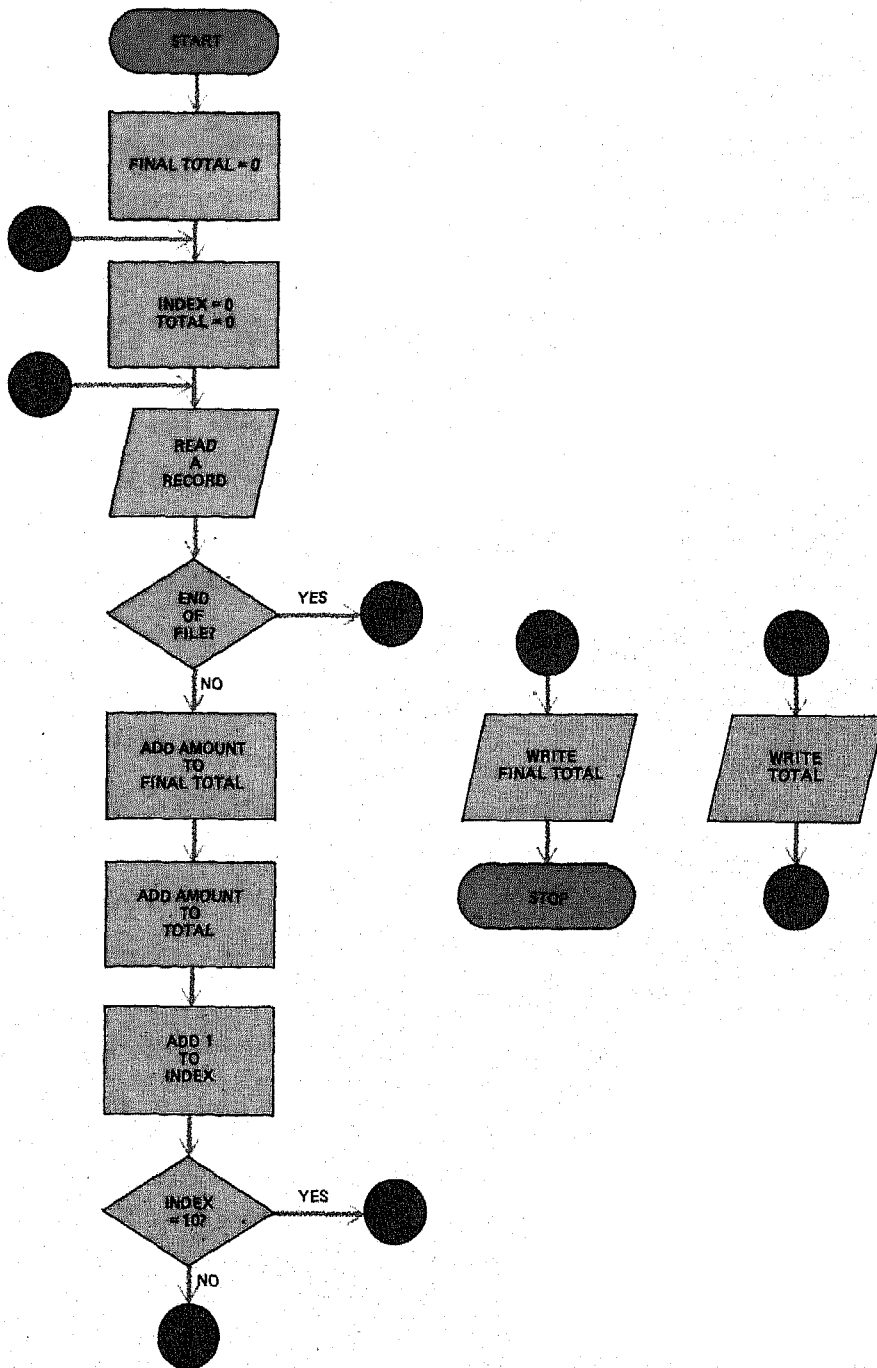 START
FINAL TOTAL = 0
INDEX = 0
TOTAL = 0
READ
A
RECORD
END
OF
FILE?
YES
NO
ADD AMOUNT
TO
FINAL TOTAL
ADD AMOUNT
TO
TOTAL
ADD 1
TO
INDEX
INDEX
= 10?
YES
NO
WRITE
FINAL TOTAL
STOP
WRITE
TOTAL